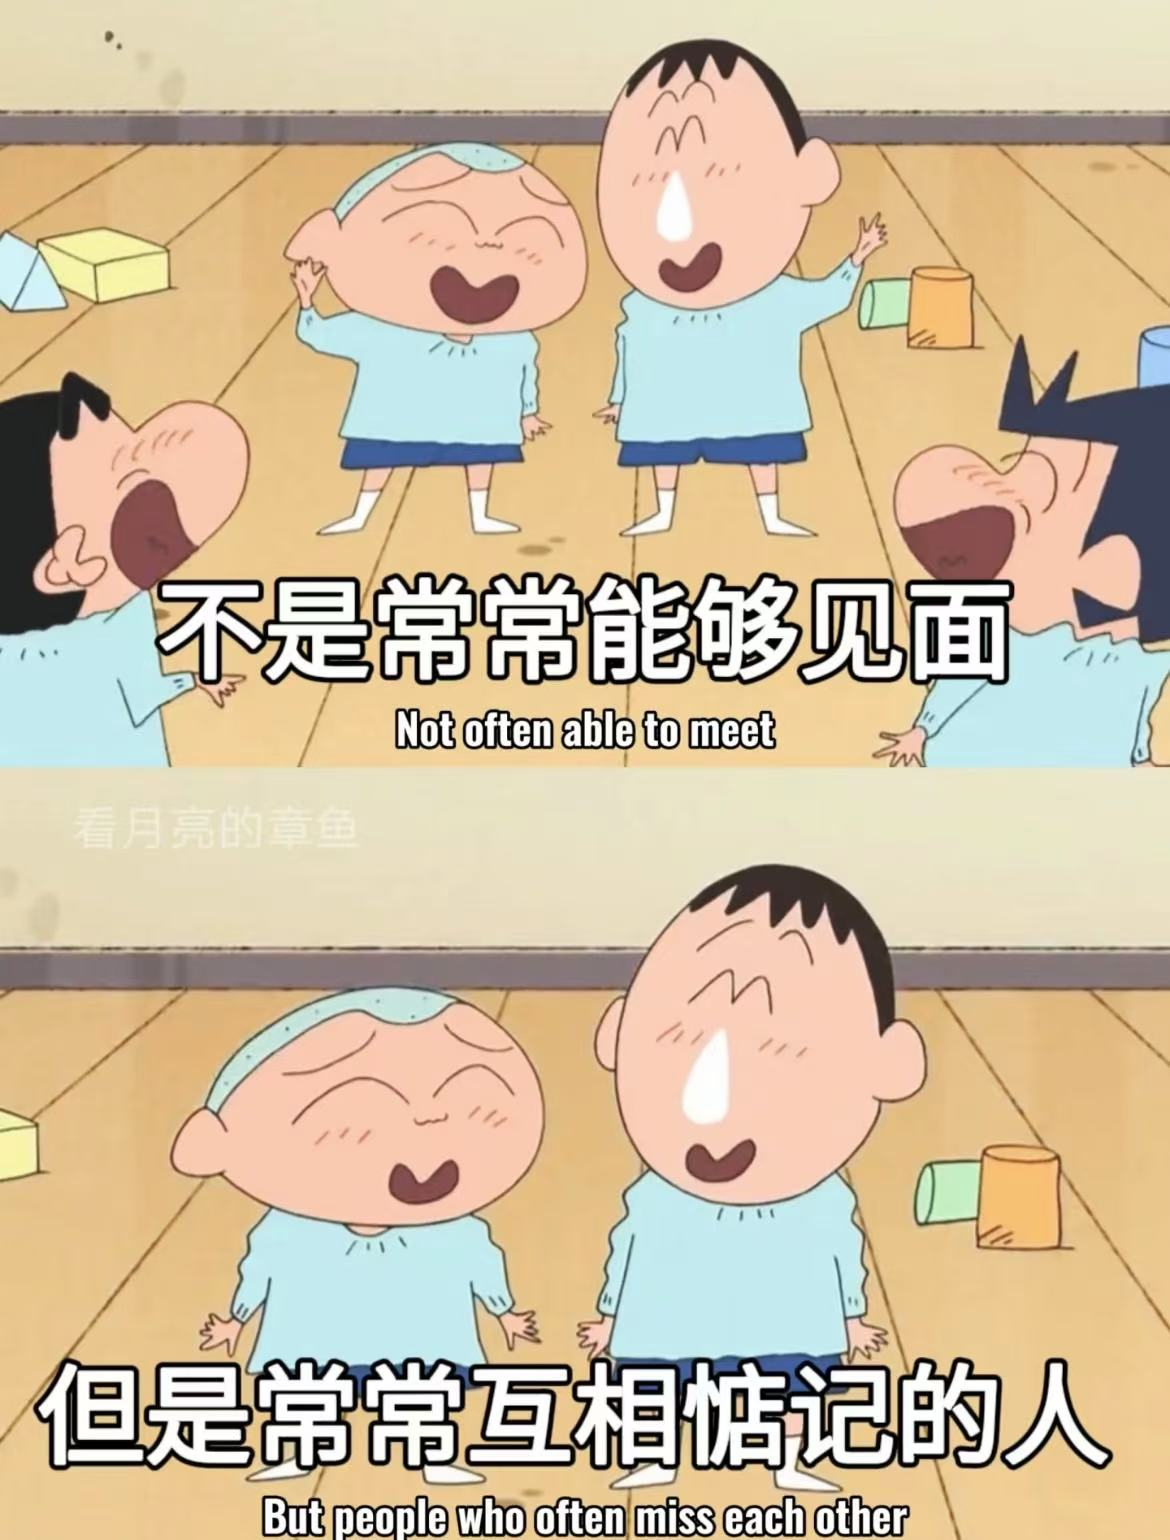 不是常常能够见面
Not often able to meet
看月亮的章鱼
但是常常互相惦记的人
But people who often miss each other